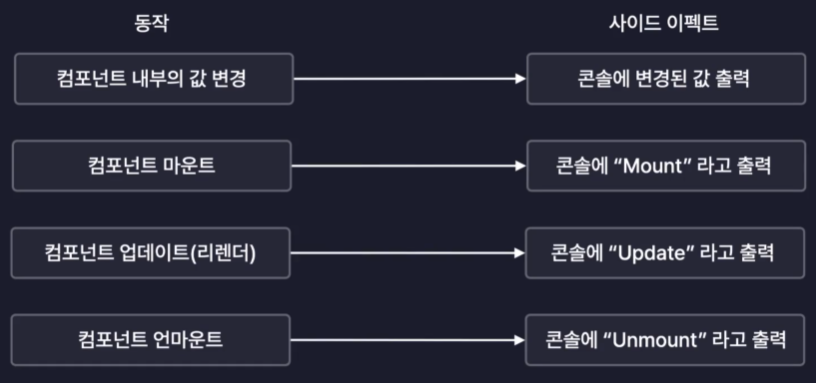 동작
사이드 이펙트
컴포넌트 내부의 값 변경
콘솔에 변경된 값 출력
컴포넌트 마운트
콘솔에 “Mount” 라고 출력
컴포넌트 업데이트(리렌더)
콘솔에 “Update” 라고 출력
컴포넌트 언마운트
콘솔에 “Unmount” 라고 출력